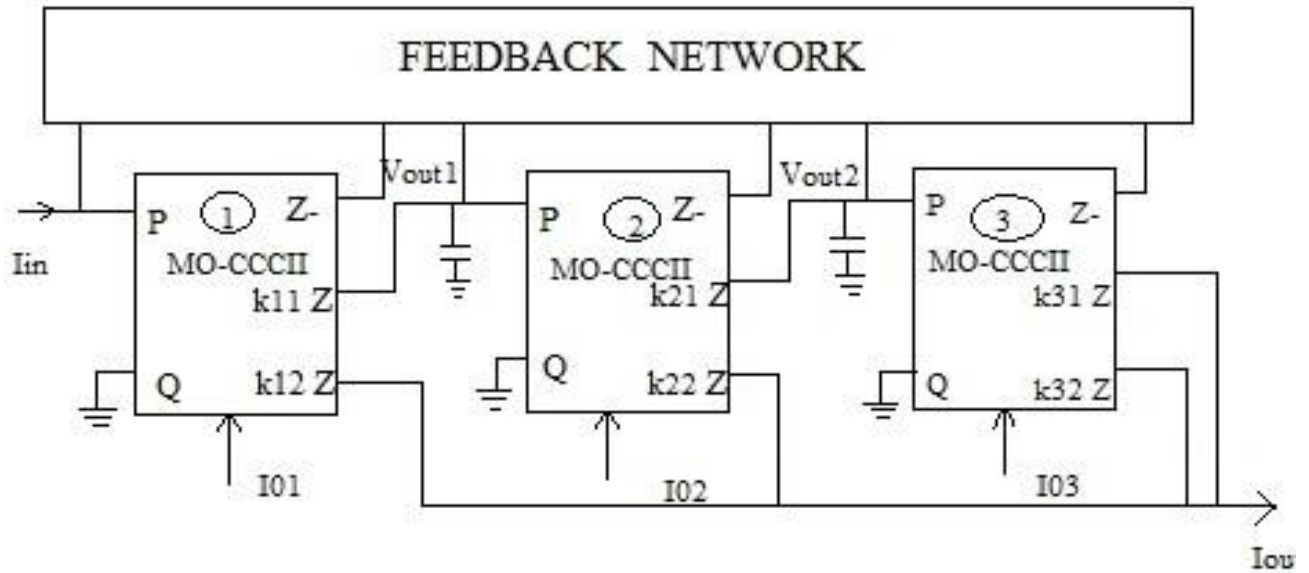 FEEDBACK NETWORK
Vout1
Vout2
P
1
Z-
P
2
Z-
P
3
Z-
Iin
MO-CCCII
MO-CCCII
MO-CCCII
k11 Z
k21 Z
k31 Z
Q
k12 Z
Q
k22 Z
Q
k32 Z
I01
I02
I03
Iou